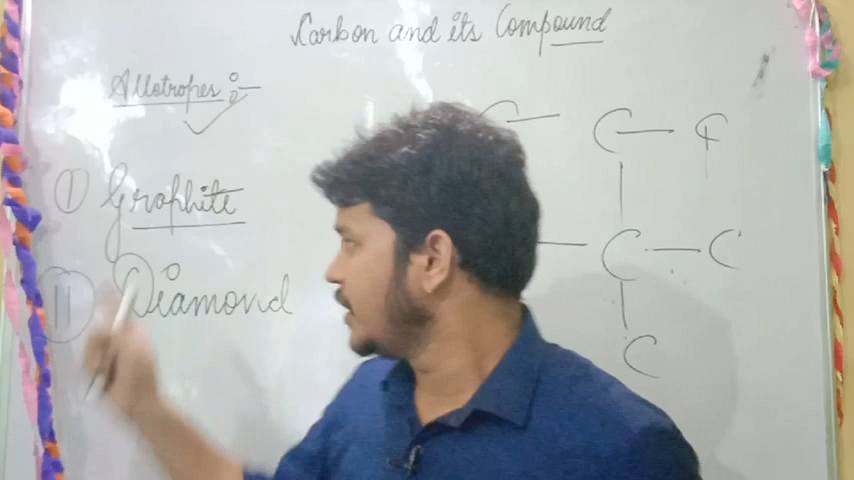 Carbon and its Compound
Allotropes :-
I Graphite
II Diamond
C — C — C
C — C
C